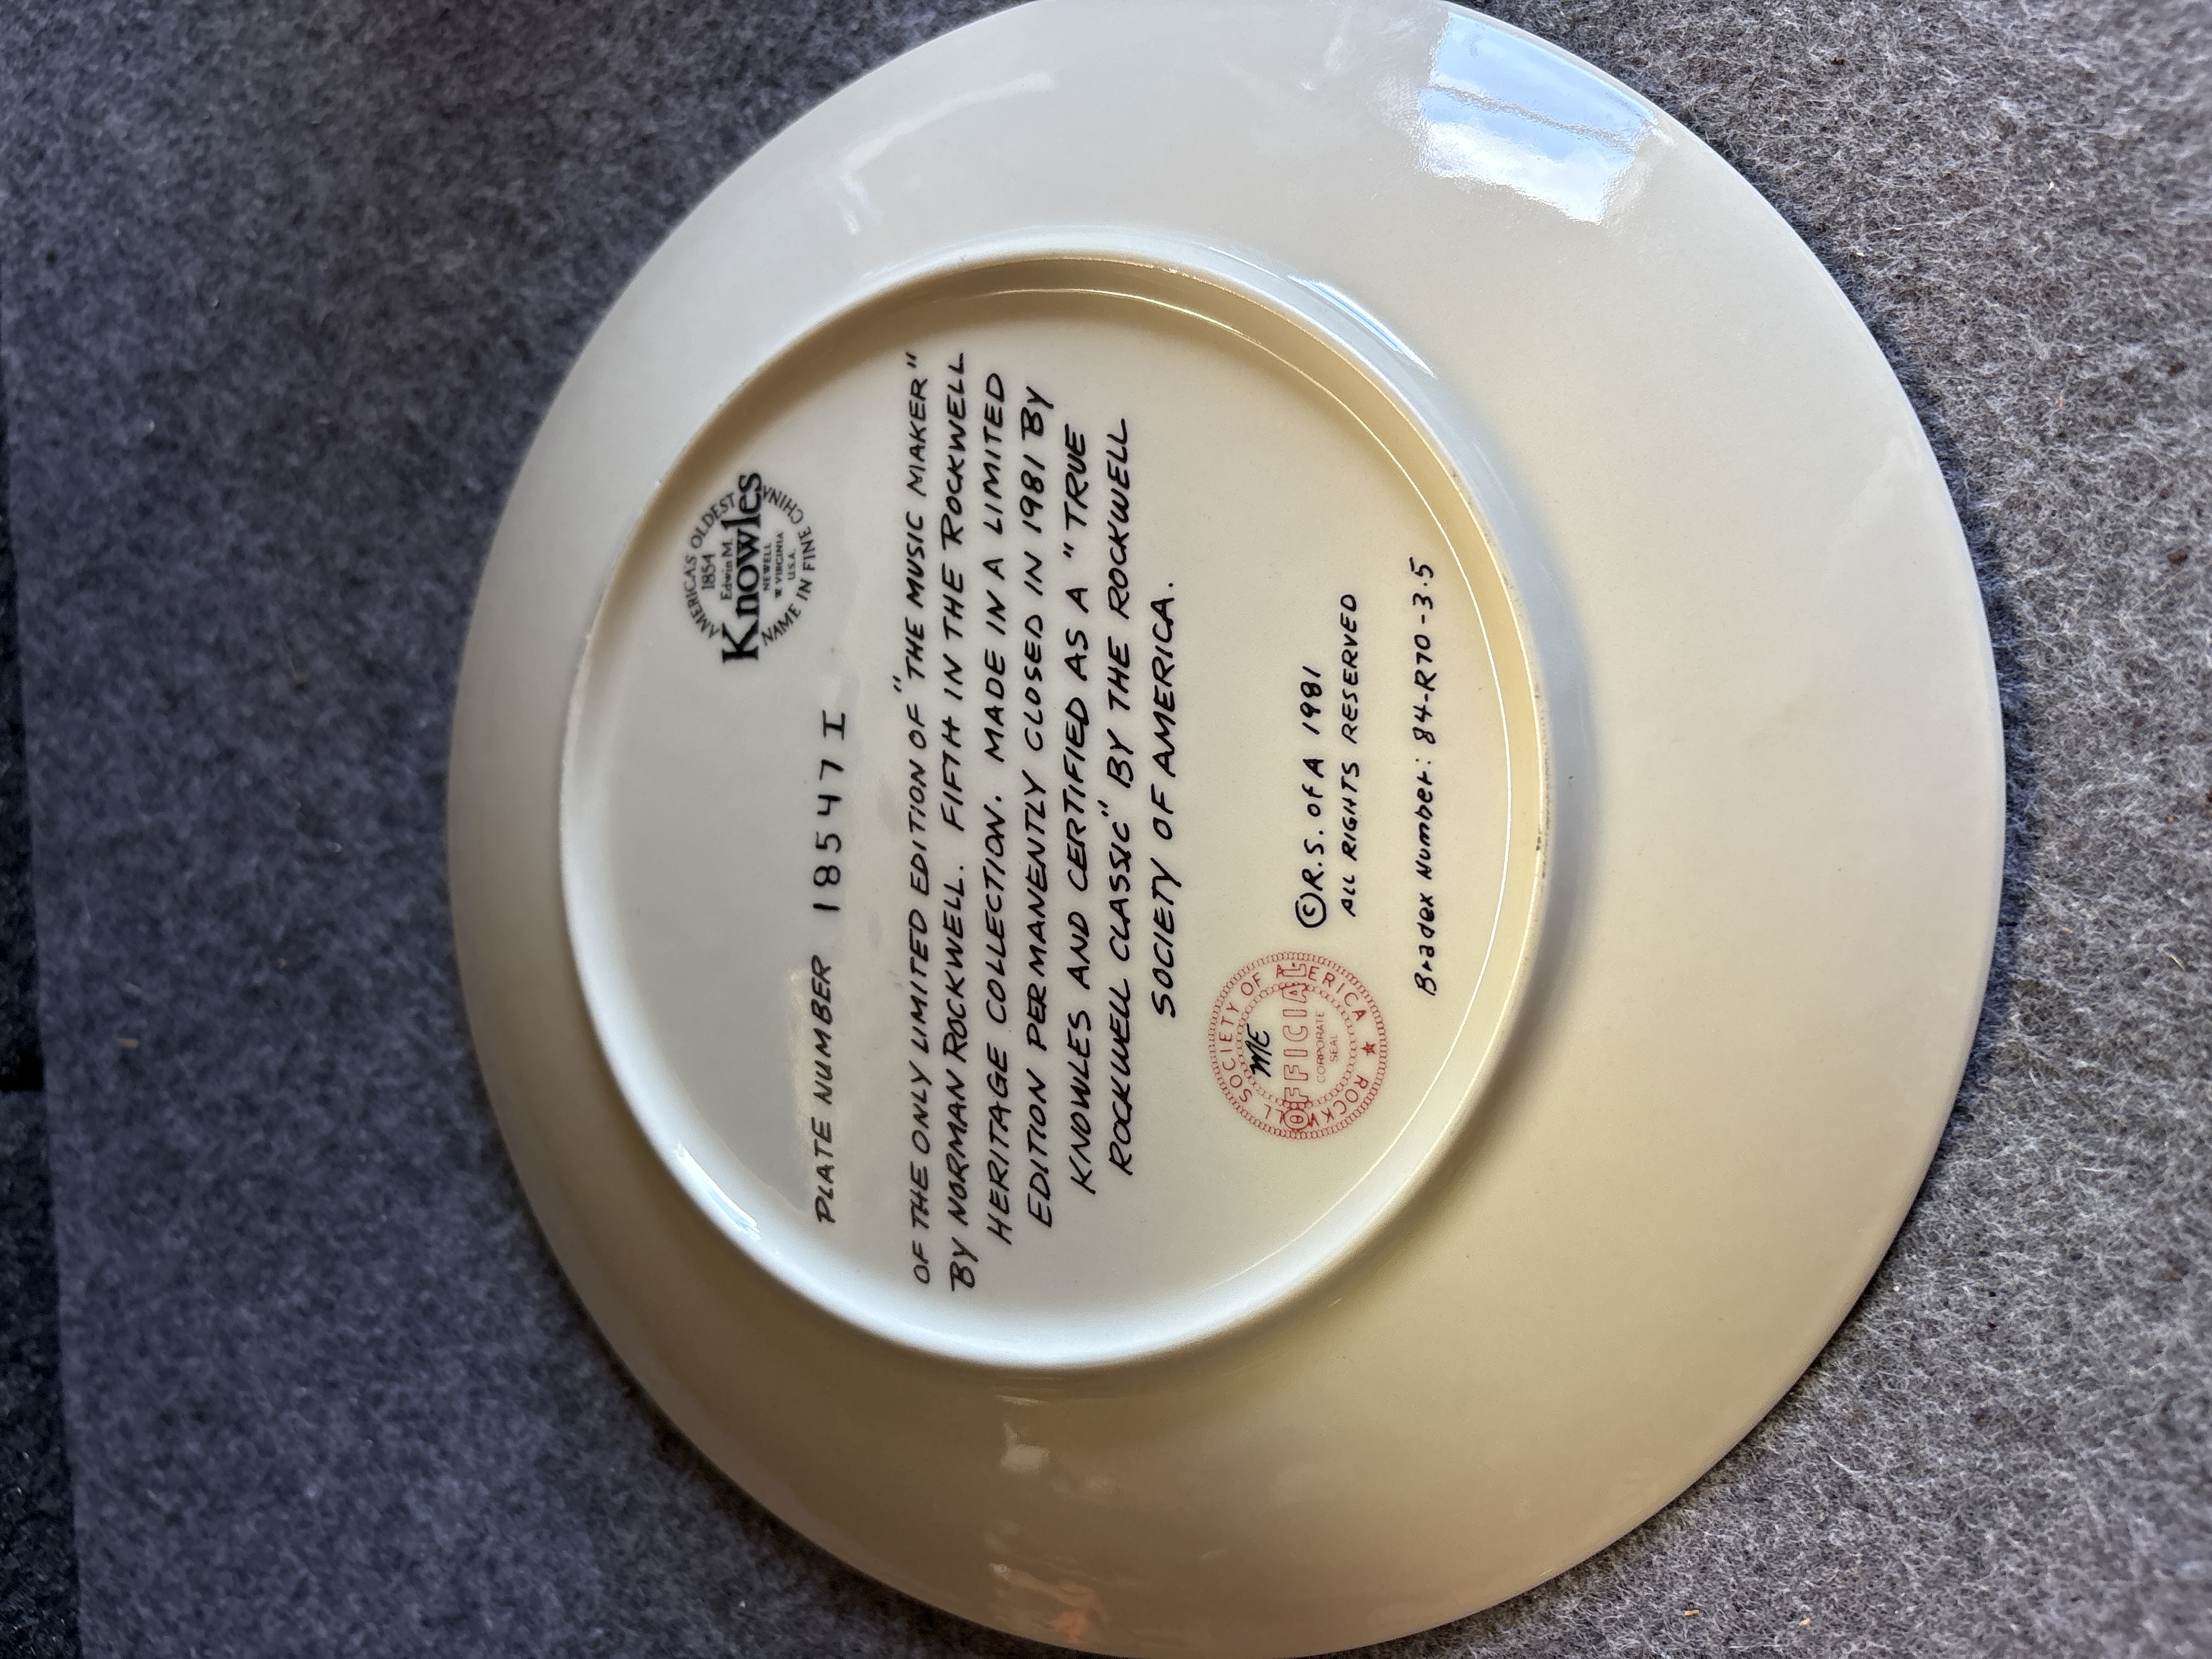 AMERICA'S OLDEST
1854
Edwin M.
Knowles
NEWELL
W VIRGINIA
U.S.A.
NAME IN FINE CHINA
PLATE NUMBER 18547 I
OF THE ONLY LIMITED EDITION OF "THE MUSIC MAKER"
BY NORMAN ROCKWELL. FIFTH IN THE ROCKWELL
HERITAGE COLLECTION. MADE IN A LIMITED
EDITION PERMANENTLY CLOSED IN 1981 BY
KNOWLES AND CERTIFIED AS A "TRUE
ROCKWELL CLASSIC" BY THE ROCKWELL
SOCIETY OF AMERICA.
ROCKWELL SOCIETY OF AMERICA ★
ME
OFFICIAL
CORPORATE
SEAL
© R.S. OF A 1981
ALL RIGHTS RESERVED
Bradex Number: 84-R70-3.5